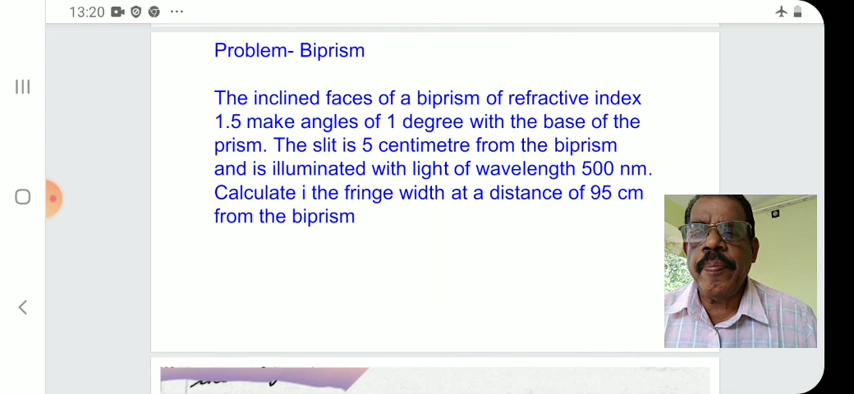 13:20
Problem- Biprism
The inclined faces of a biprism of refractive index
1.5 make angles of 1 degree with the base of the
prism. The slit is 5 centimetre from the biprism
and is illuminated with light of wavelength 500 nm.
Calculate i the fringe width at a distance of 95 cm
from the biprism